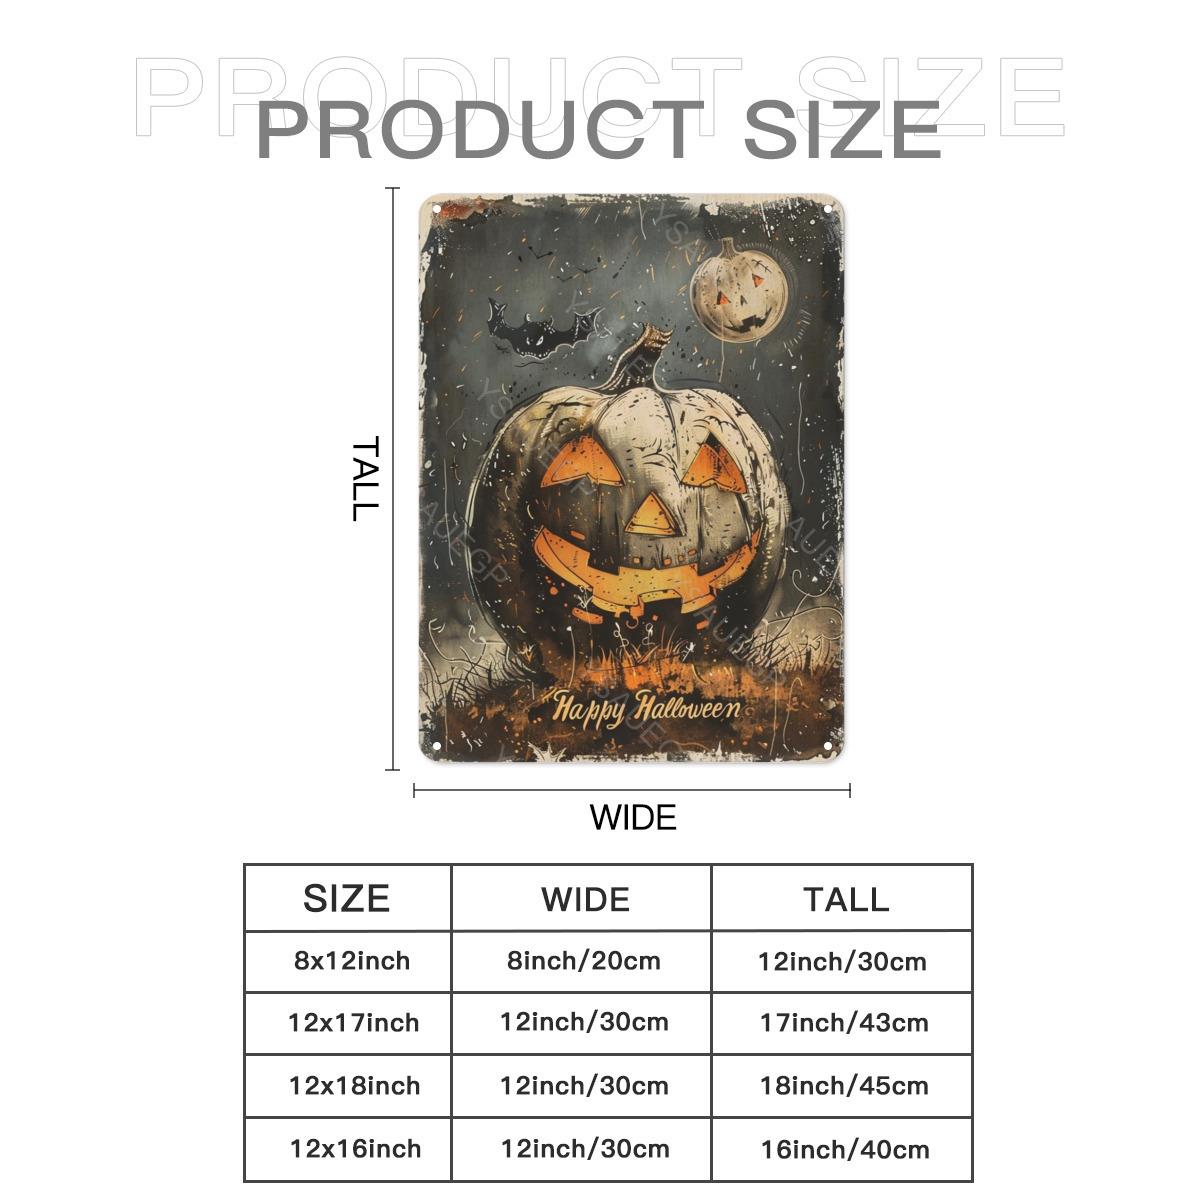 PRODUCT SIZE
PRODUCT SIZE
TALL
Happy Halloween
WIDE
SIZE WIDE TALL
8x12inch 8inch/20cm 12inch/30cm
12x17inch 12inch/30cm 17inch/43cm
12x18inch 12inch/30cm 18inch/45cm
12x16inch 12inch/30cm 16inch/40cm